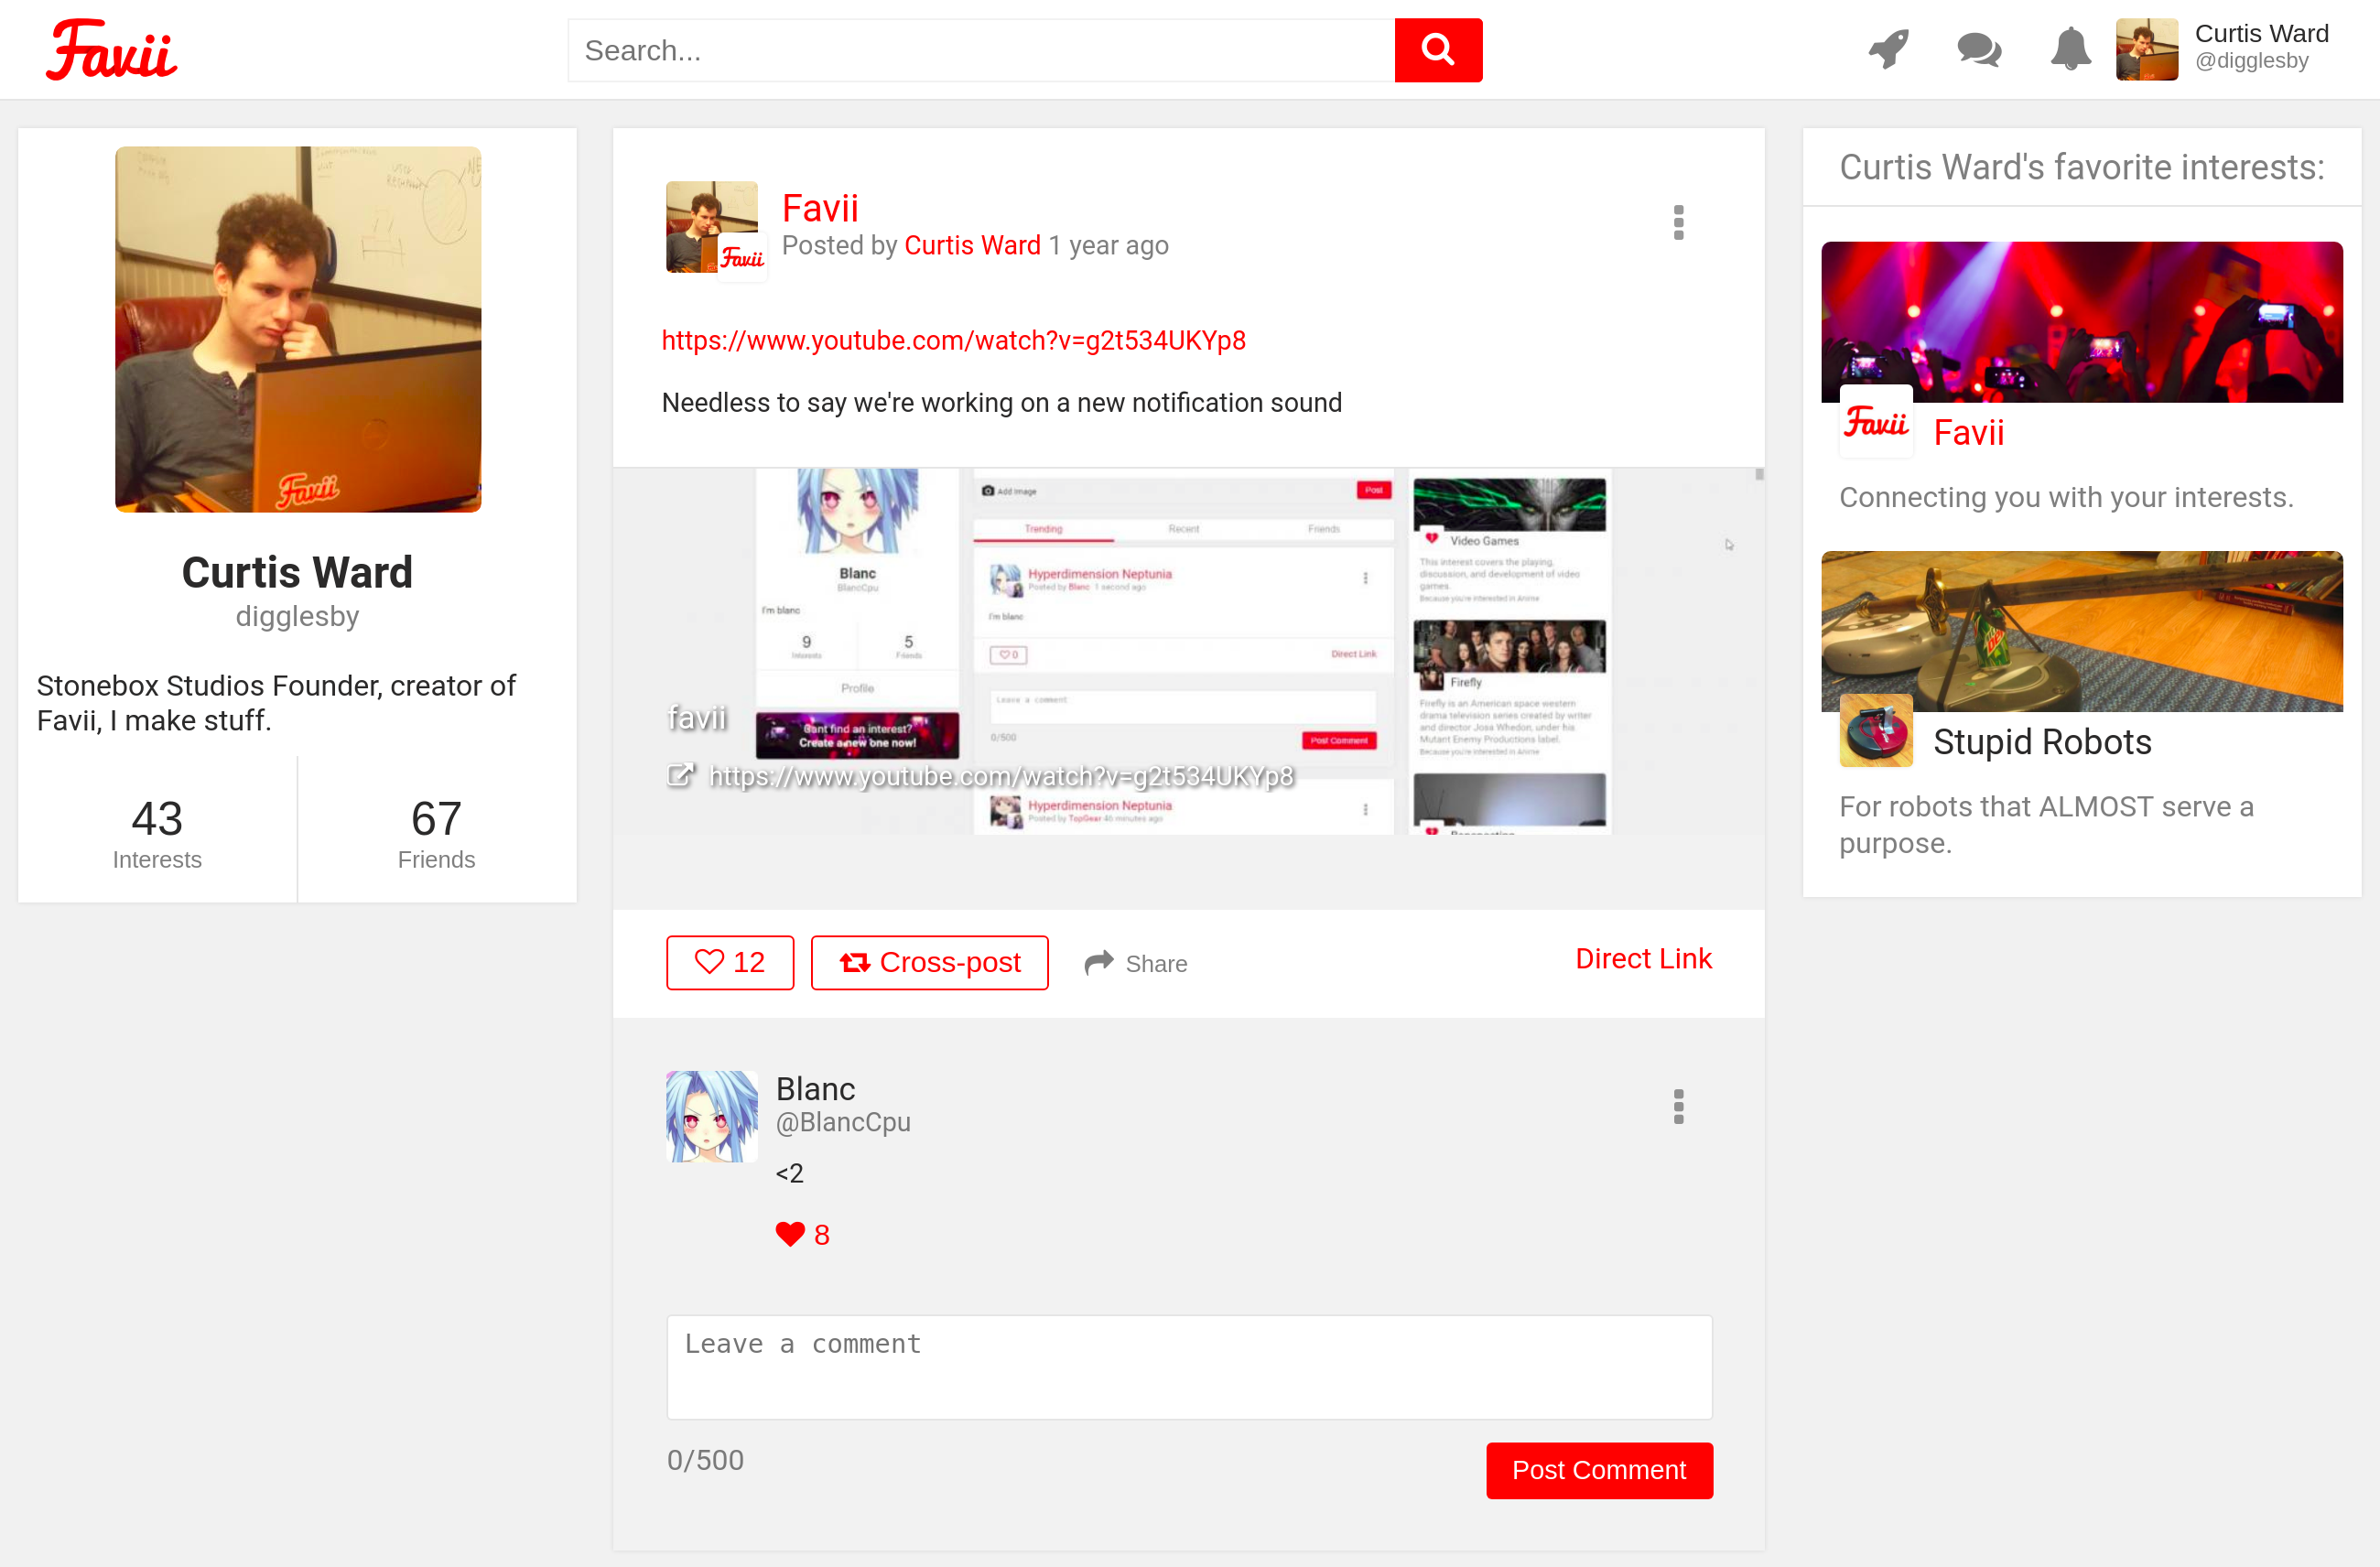 Favii
Search...
Curtis Ward
@digglesby
Favii
Curtis Ward
digglesby
Stonebox Studios Founder, creator of
Favii, I make stuff.
43
Interests
67
Friends
Favii
Posted by Curtis Ward 1 year ago
Favii
https://www.youtube.com/watch?v=g2t534UKYp8
Needless to say we're working on a new notification sound
Add Image
Post
Trending
Recent
Friends
Blanc
BlancCpu
I'm blanc
9
Interests
5
Friends
Profile
Cant find an interest?
Create a new one now!
Hyperdimension Neptunia
Posted by Blanc 1 second ago
I'm blanc
0
Direct Link
Leave a comment
0/500
Post Comment
Hyperdimension Neptunia
Posted by TopGear 46 minutes ago
Video Games
This interest covers the playing,
discussion, and development of video
games.
Because you're interested in Anime
Firefly
Firefly is an American space western
drama television series created by writer
and director Joss Whedon, under his
Mutant Enemy Productions label.
Because you're interested in Anime
favii
https://www.youtube.com/watch?v=g2t534UKYp8
12
Cross-post
Share
Direct Link
Blanc
@BlancCpu
<2
8
Leave a comment
0/500
Post Comment
Curtis Ward's favorite interests:
Favii
Favii
Connecting you with your interests.
Stupid Robots
For robots that ALMOST serve a
purpose.